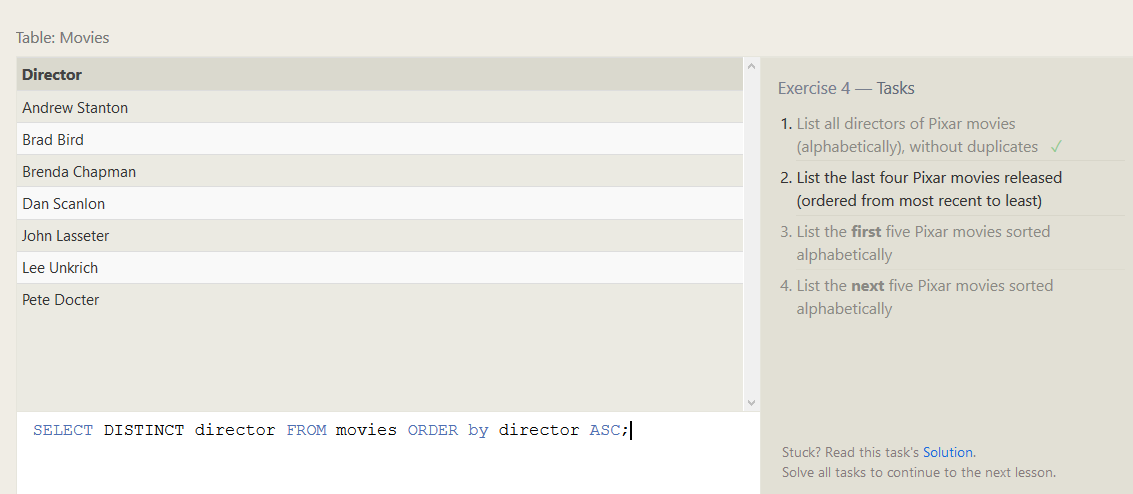 Table: Movies
Director
Andrew Stanton
Brad Bird
Brenda Chapman
Dan Scanlon
John Lasseter
Lee Unkrich
Pete Docter
SELECT DISTINCT director FROM movies ORDER by director ASC;
Exercise 4 — Tasks
1. List all directors of Pixar movies
(alphabetically), without duplicates ✓
2. List the last four Pixar movies released
(ordered from most recent to least)
3. List the first five Pixar movies sorted
alphabetically
4. List the next five Pixar movies sorted
alphabetically
Stuck? Read this task's Solution.
Solve all tasks to continue to the next lesson.